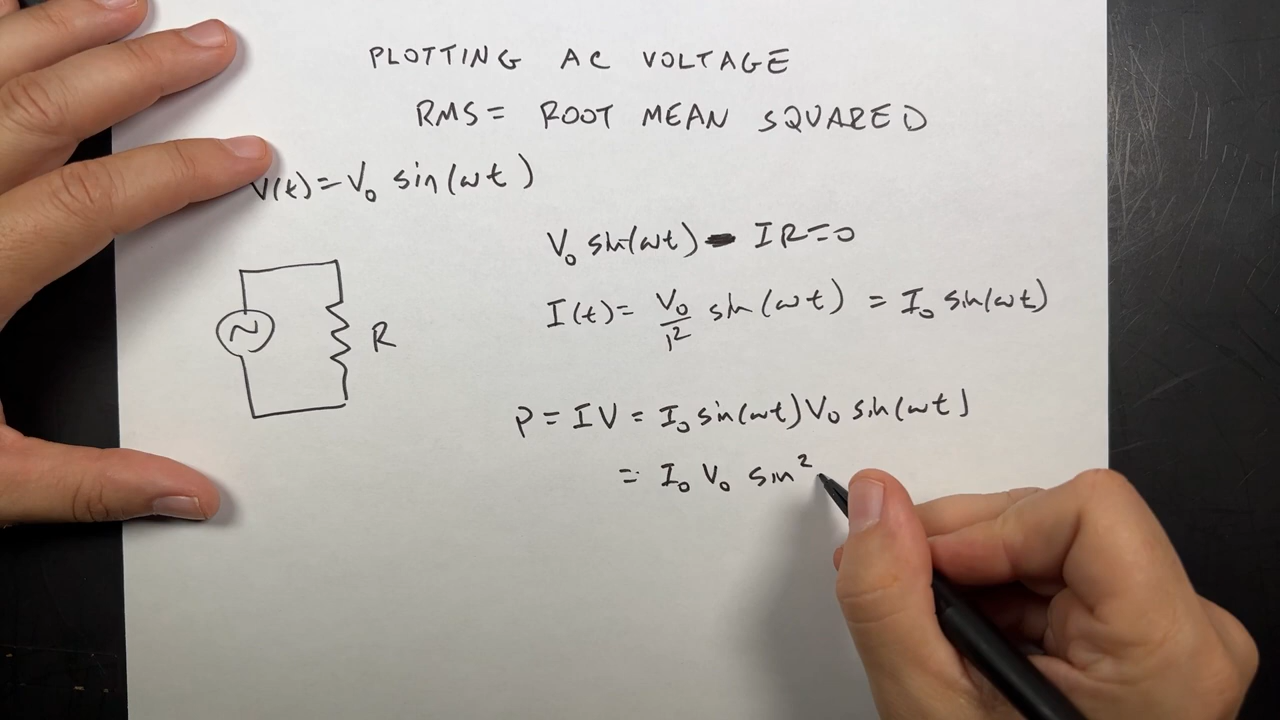 PLOTTING AC VOLTAGE
RMS= ROOT MEAN SQUARED
V(t)=V₀ sin(ωt)
V₀ sin(ωt) - IR=0
I(t)= V₀/R sin(ωt) = I₀ sin(ωt)
R
P = IV = I₀ sin(ωt) V₀ sin(ωt)
= I₀ V₀ sin²